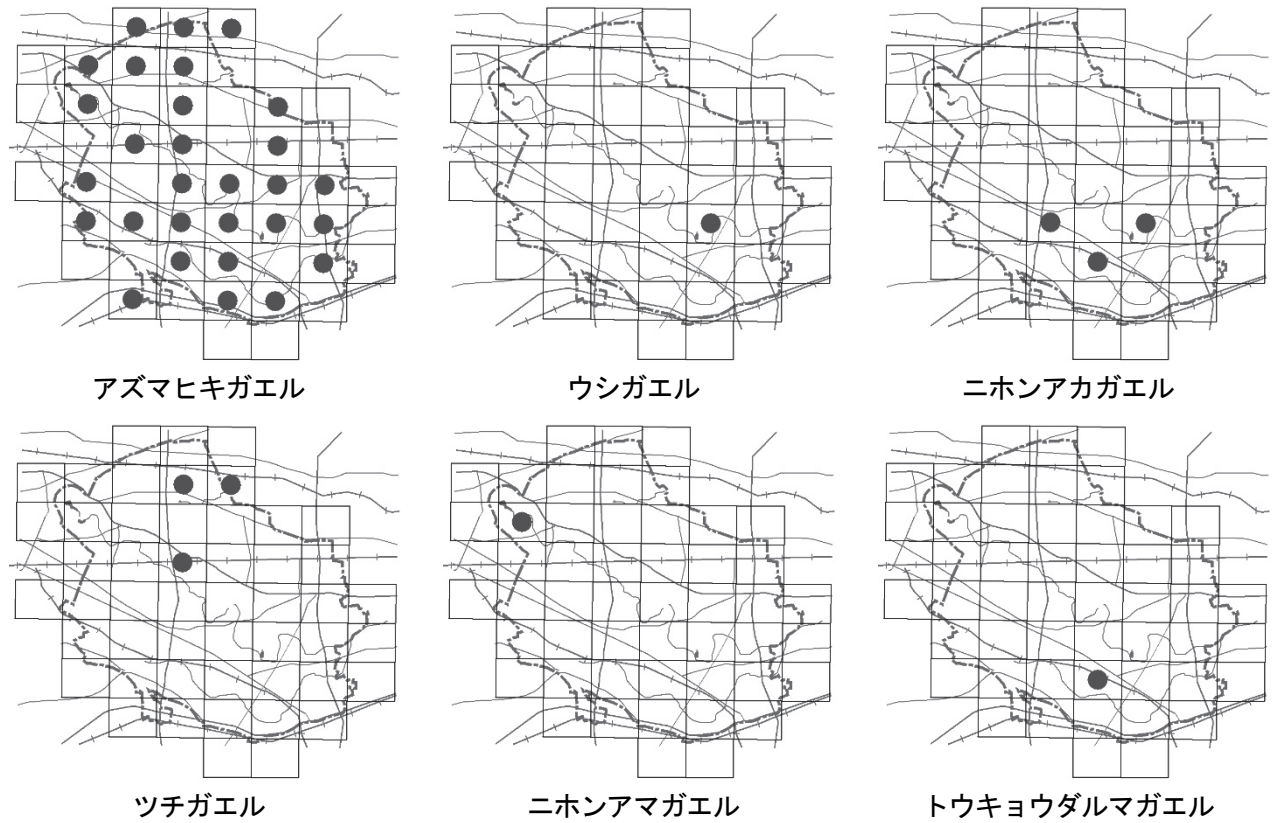 アズマヒキガエル
ウシガエル
ニホンアカガエル
ツチガエル
ニホンアマガエル
トウキョウダルマガエル